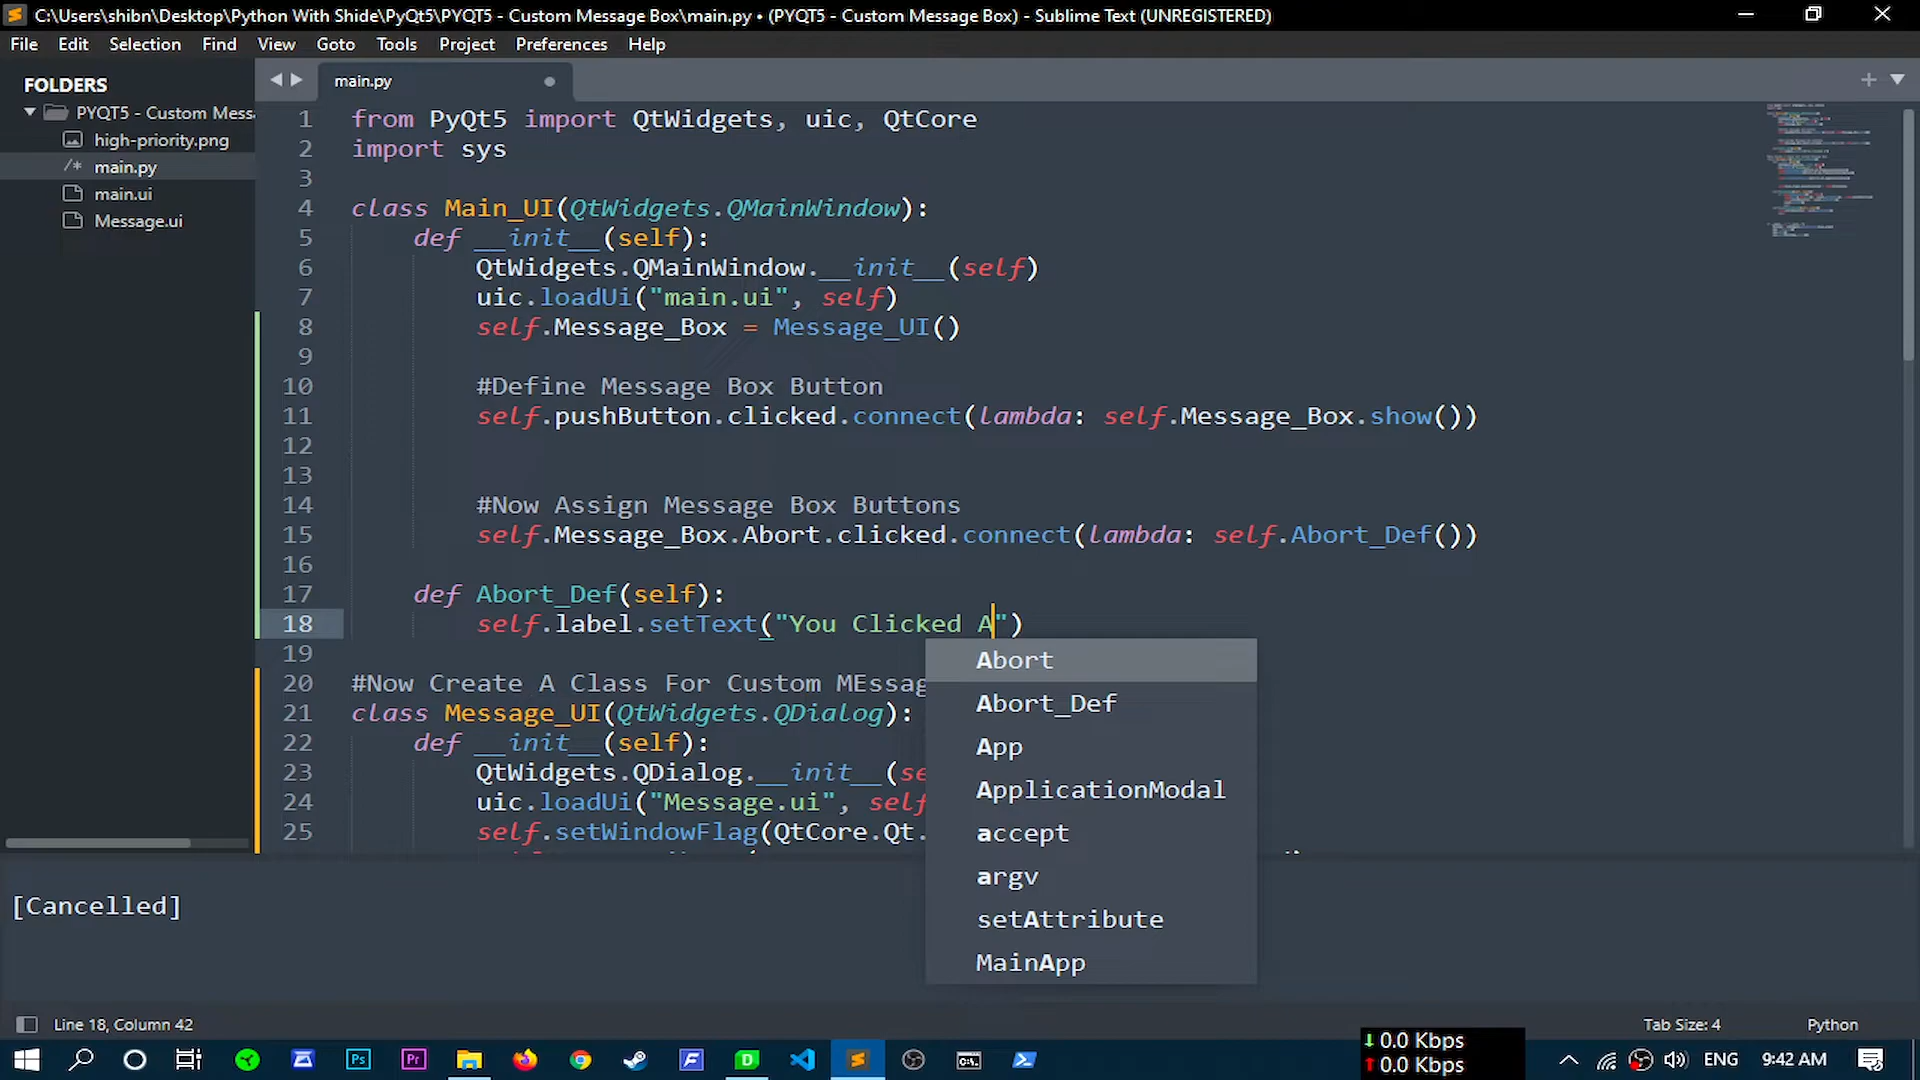 C:\Users\shibn\Desktop\Python With Shide\PyQt5\PYQT5 - Custom Message Box\main.py • (PYQT5 - Custom Message Box) - Sublime Text (UNREGISTERED)
File Edit Selection Find View Goto Tools Project Preferences Help
FOLDERS
PYQT5 - Custom Mess
high-priority.png
main.py
main.ui
Message.ui
main.py
1 from PyQt5 import QtWidgets, uic, QtCore
2 import sys
3
4 class Main_UI(QtWidgets.QMainWindow):
5 def __init__(self):
6 QtWidgets.QMainWindow.__init__(self)
7 uic.loadUi("main.ui", self)
8 self.Message_Box = Message_UI()
9
10 #Define Message Box Button
11 self.pushButton.clicked.connect(lambda: self.Message_Box.show())
12
13
14 #Now Assign Message Box Buttons
15 self.Message_Box.Abort.clicked.connect(lambda: self.Abort_Def())
16
17 def Abort_Def(self):
18 self.label.setText("You Clicked A")
19
20 #Now Create A Class For Custom MEssag
21 class Message_UI(QtWidgets.QDialog):
22 def __init__(self):
23 QtWidgets.QDialog.__init__(se
24 uic.loadUi("Message.ui", self
25 self.setWindowFlag(QtCore.Qt.
Abort
Abort_Def
App
ApplicationModal
accept
argv
setAttribute
MainApp
[Cancelled]
Line 18, Column 42
Tab Size: 4
Python
0.0 Kbps
0.0 Kbps
ENG
9:42 AM